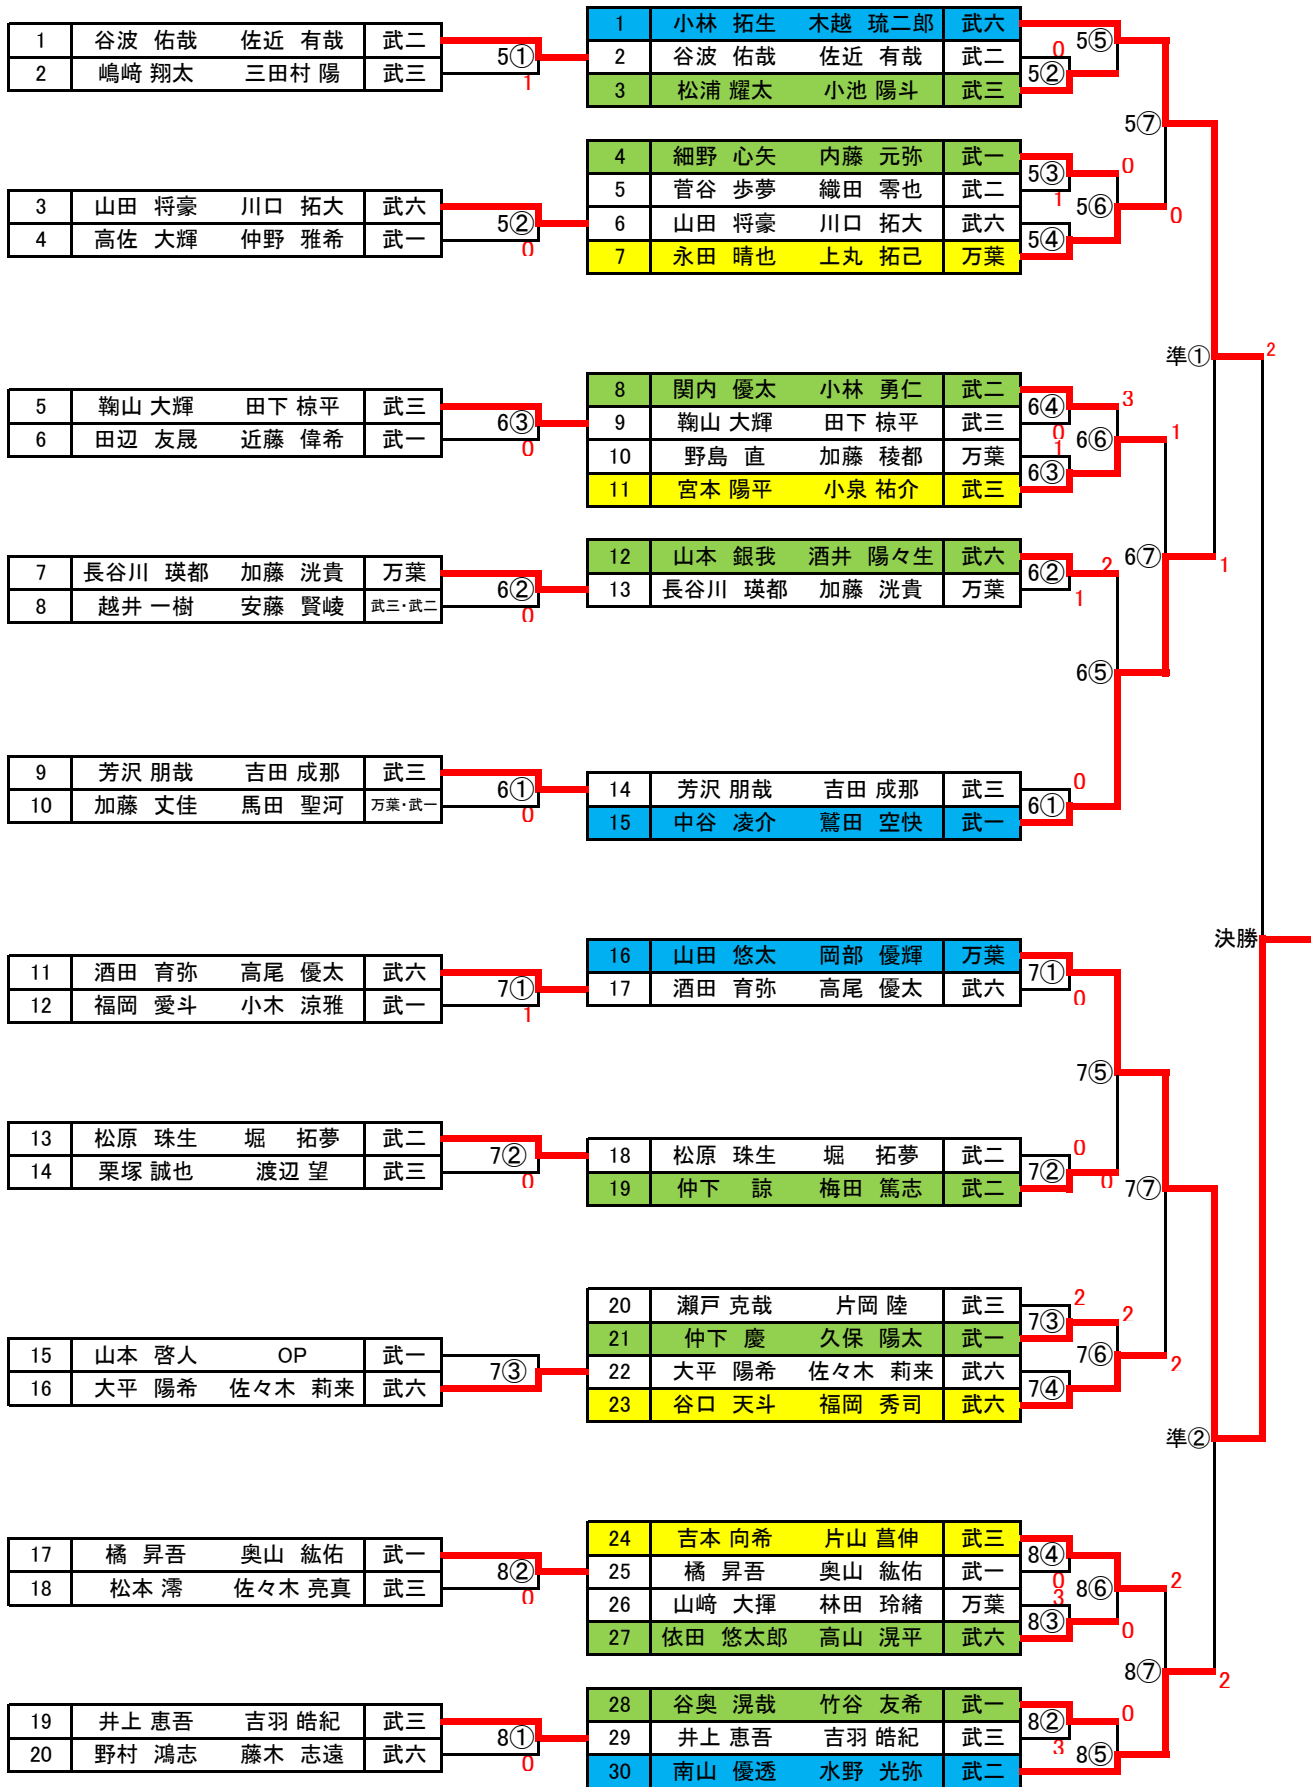 1 谷波 佑哉 佐近 有哉 武二
2 嶋﨑 翔太 三田村 陽 武三
5①
1
3 山田 将豪 川口 拓大 武六
4 高佐 大輝 仲野 雅希 武一
5②
0
5 鞠山 大輝 田下 椋平 武三
6 田辺 友晟 近藤 偉希 武一
6③
0
7 長谷川 瑛都 加藤 洸貴 万葉
8 越井 一樹 安藤 賢崚 武三・武二
6②
0
9 芳沢 朋哉 吉田 成那 武三
10 加藤 丈佳 馬田 聖河 万葉・武一
6①
0
11 酒田 育弥 高尾 優太 武六
12 福岡 愛斗 小木 涼雅 武一
7①
1
13 松原 珠生 堀 拓夢 武二
14 栗塚 誠也 渡辺 望 武三
7②
0
15 山本 啓人 OP 武一
16 大平 陽希 佐々木 莉来 武六
7③
17 橘 昇吾 奥山 紘佑 武一
18 松本 澪 佐々木 亮真 武三
8②
0
19 井上 恵吾 吉羽 皓紀 武三
20 野村 鴻志 藤木 志遠 武六
8①
0
1 小林 拓生 木越 琉二郎 武六
2 谷波 佑哉 佐近 有哉 武二
3 松浦 耀太 小池 陽斗 武三
0
5②
5⑤
4 細野 心矢 内藤 元弥 武一
5 菅谷 歩夢 織田 零也 武二
6 山田 将豪 川口 拓大 武六
7 永田 晴也 上丸 拓己 万葉
5③
1
5④
0
5⑥
5⑦
0
8 関内 優太 小林 勇仁 武二
9 鞠山 大輝 田下 椋平 武三
10 野島 直 加藤 稜都 万葉
11 宮本 陽平 小泉 祐介 武三
6④
0
1
6③
3
6⑥
1
12 山本 銀我 酒井 陽々生 武六
13 長谷川 瑛都 加藤 洸貴 万葉
6②
1
2
6⑦
1
6⑤
14 芳沢 朋哉 吉田 成那 武三
15 中谷 凌介 鷲田 空快 武一
0
6①
準①
2
決勝
16 山田 悠太 岡部 優輝 万葉
17 酒田 育弥 高尾 優太 武六
7①
0
7⑤
18 松原 珠生 堀 拓夢 武二
19 仲下 諒 梅田 篤志 武二
0
7②
0
7⑦
20 瀬戸 克哉 片岡 陸 武三
21 仲下 慶 久保 陽太 武一
22 大平 陽希 佐々木 莉来 武六
23 谷口 天斗 福岡 秀司 武六
2
7③
2
7⑥
7④
2
準②
24 吉本 向希 片山 菖伸 武三
25 橘 昇吾 奥山 紘佑 武一
26 山﨑 大揮 林田 玲緒 万葉
27 依田 悠太郎 高山 滉平 武六
8④
0
3
8③
8⑥
2
0
8⑦
2
28 谷奥 滉哉 竹谷 友希 武一
29 井上 恵吾 吉羽 皓紀 武三
30 南山 優透 水野 光弥 武二
8②
3
0
8⑤